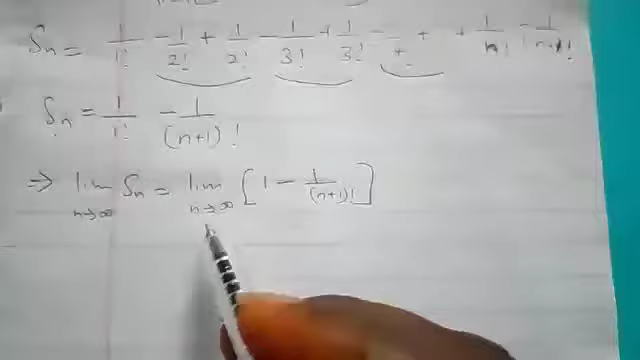 Sn = 1/1! - 1/2! + 1/2! - 1/3! + 1/3! - + + 1/n! - 1/(n+1)!
Sn = 1/1! - 1/(n+1)!
⇒ lim n→∞ Sn = lim n→∞ [1 - 1/(n+1)!]